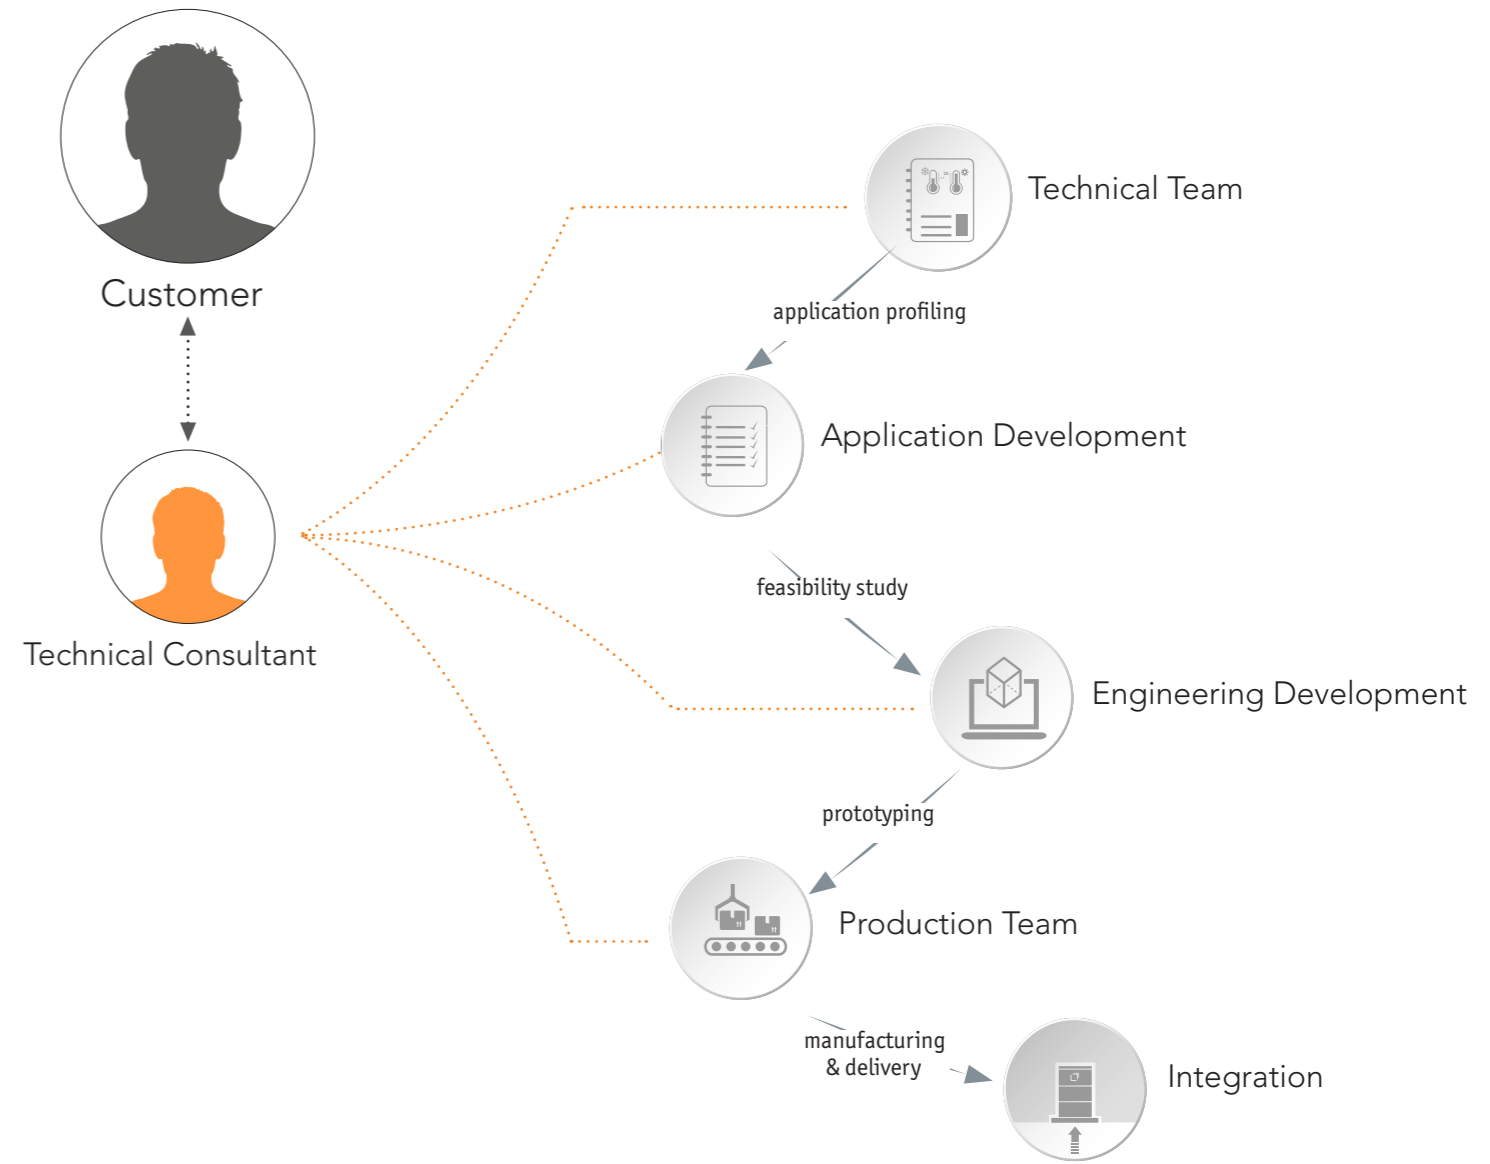 Customer
Technical Consultant
Technical Team
application profiling
Application Development
feasibility study
Engineering Development
prototyping
Production Team
manufacturing
& delivery
Integration